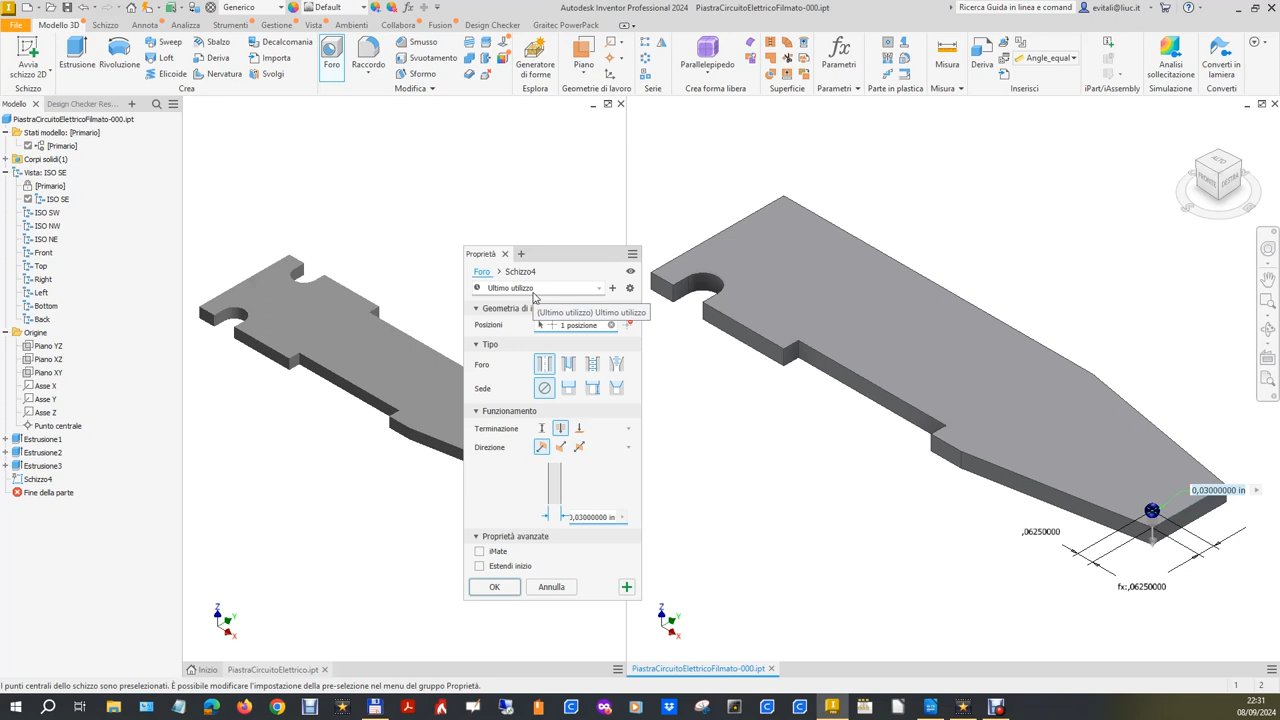 Generico
Default
Autodesk Inventor Professional 2024 PiastraCircuitoElettricoFilmato-000.ipt
Ricerca Guida in linea e comand
evitali@liuc.it
File
Modello 3D
Schizzo
Annota
Analizza
Strumenti
Gestione
Vista
Ambienti
Collabora
Fusion
Design Checker
Graitec PowerPack
Avvia
schizzo 2D
Estrusione
Rivoluzione
Sweep
Loft
Elicoide
Sbalzo
Deriva
Nervatura
Decalcomania
Importa
Svolgi
Foro
Raccordo
Smusso
Svuotamento
Sformo
Generatore
di forme
Piano
Parallelepipedo
Parametri
Misura
Deriva
Angle_equal
Analisi
sollecitazione
Converti in
lamiera
Schizzo
Crea
Modifica
Esplora
Geometrie di lavoro
Serie
Crea forma libera
Superficie
Parametri
Parte in plastica
Misura
Inserisci
iPart/iAssembly
Simulazione
Converti
Modello
Design Checker Res...
PiastraCircuitoElettricoFilmato-000.ipt
Stati modello: [Primario]
[Primario]
Corpi solidi(1)
Vista: ISO SE
[Primario]
ISO SE
ISO SW
ISO NW
ISO NE
Front
Top
Right
Left
Bottom
Back
Origine
Piano YZ
Piano XZ
Piano XY
Asse X
Asse Y
Asse Z
Punto centrale
Estrusione1
Estrusione2
Estrusione3
Schizzo4
Fine della parte
Proprietà
Foro > Schizzo4
Ultimo utilizzo
Geometria di i
(Ultimo utilizzo) Ultimo utilizzo
Posizioni
1 posizione
Tipo
Foro
Sede
Funzionamento
Terminazione
Direzione
0,03000000 in
Proprietà avanzate
iMate
Estendi inizio
OK
Annulla
ALTO
FRONTE
DESTRA
0,03000000 in
,06250000
fx:,06250000
Z
Y
X
Z
Y
X
Inizio
PiastraCircuitoElettrico.ipt
PiastraCircuitoElettricoFilmato-000.ipt
I punti centrali dello schizzo sono preselezionati. È possibile modificare l'impostazione della pre-selezione nel menu del gruppo Proprietà.
1
2
22:31
08/09/2024